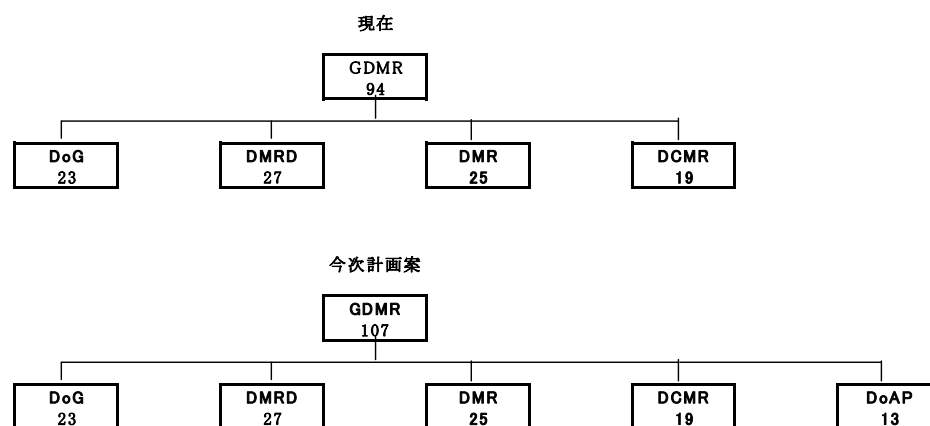 現在
GDMR
94
DoG
23
DMRD
27
DMR
25
DCMR
19
今次計画案
GDMR
107
DoG
23
DMRD
27
DMR
25
DCMR
19
DoAP
13